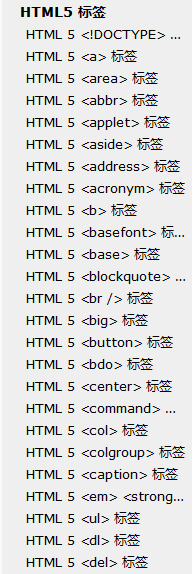 HTML5 标签
HTML 5 <!DOCTYPE> ...
HTML 5 <a> 标签
HTML 5 <area> 标签
HTML 5 <abbr> 标签
HTML 5 <applet> 标签
HTML 5 <aside> 标签
HTML 5 <address> 标签
HTML 5 <acronym> 标签
HTML 5 <b> 标签
HTML 5 <basefont> 标...
HTML 5 <base> 标签
HTML 5 <blockquote> ...
HTML 5 <br /> 标签
HTML 5 <big> 标签
HTML 5 <button> 标签
HTML 5 <bdo> 标签
HTML 5 <center> 标签
HTML 5 <command> ...
HTML 5 <col> 标签
HTML 5 <colgroup> 标签
HTML 5 <caption> 标签
HTML 5 <em> <strong...
HTML 5 <ul> 标签
HTML 5 <dl> 标签
HTML 5 <del> 标签